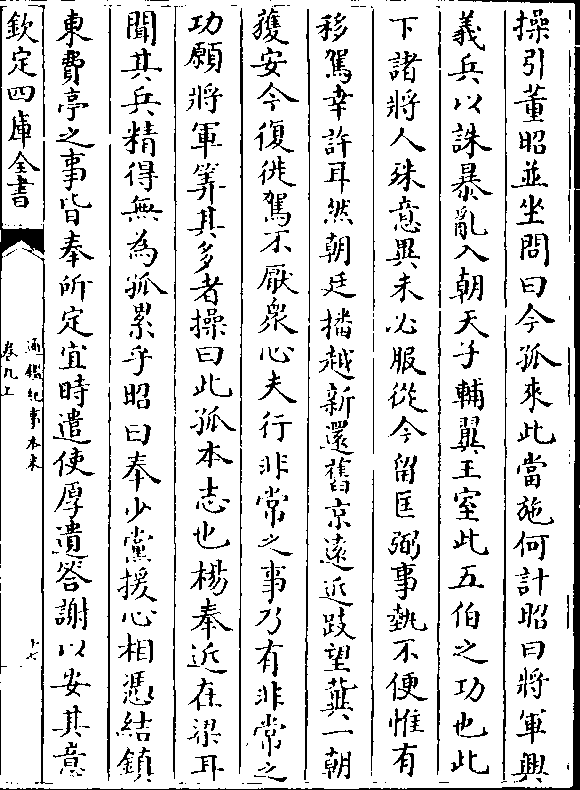 操引董昭並坐問曰今孤來此當施何計昭曰將軍興
義兵以誅暴亂入朝天子輔翼王室此五伯之功也此
下諸將人殊意異未必服從今留匡弼事埶不便惟有
移駕幸許耳然朝廷播越新還舊京遠近跂望冀一朝
獲安今復徙駕不厭衆心夫行非常之事乃有非常之
功願將軍筭其多者操曰此孤本志也楊奉近在梁耳
聞其兵精得無為孤累乎昭曰奉少黨援心相憑結鎮
東費亭之事皆奉所定宜時遣使厚遺答謝以安其意
欽定四庫全書
通鑑紀事本末
卷九上
十七